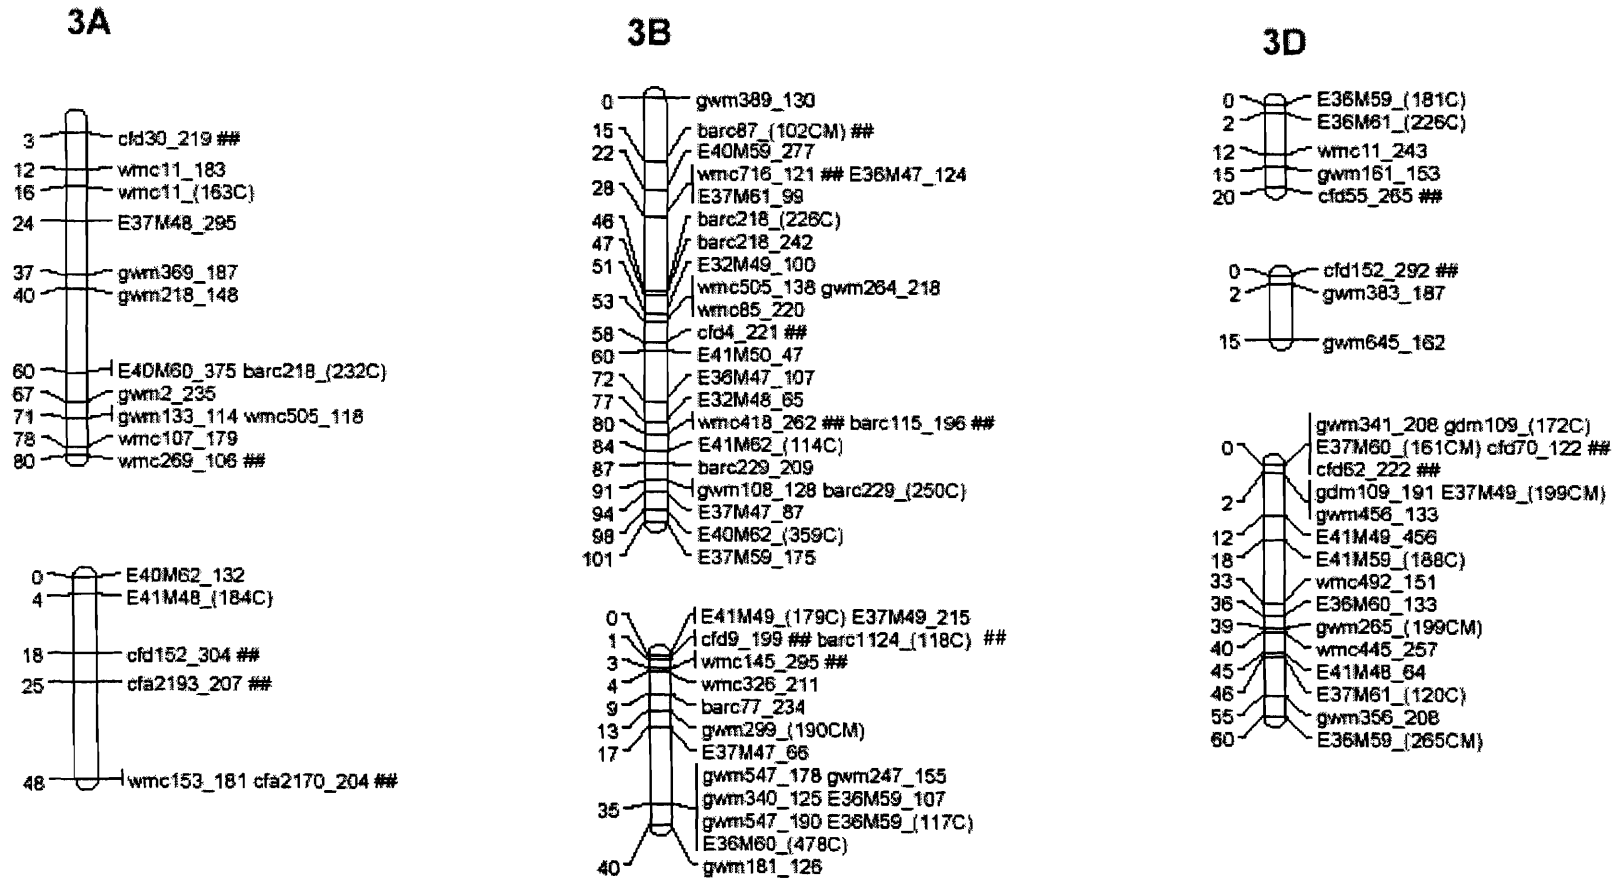 3A
3 cfd30_219 ##
12 wmc11_183
16 wmc11_(163C)
24 E37M48_295
37 gwm369_187
40 gwm218_148
60 E40M60_375 barc218_(232C)
67 gwm2_235
71 gwm133_114 wmc505_118
78 wmc107_179
80 wmc269_106 ##
0 E40M62_132
4 E41M48_(184C)
18 cfd152_304 ##
25 cfa2193_207 ##
48 wmc153_181 cfa2170_204 ##
3B
0 gwm389_130
15 barc87_(102CM) ##
22 E40M59_277
28 wmc716_121 ## E36M47_124
E37M61_99
46 barc218_(226C)
47 barc218_242
51 E32M49_100
53 wmc505_138 gwm264_218
wmc85_220
58 cfd4_221 ##
60 E41M50_47
72 E36M47_107
77 E32M48_65
80 wmc418_262 ## barc115_196 ##
84 E41M62_(114C)
87 barc229_209
91 gwm108_128 barc229_(250C)
94 E37M47_87
98 E40M62_(359C)
101 E37M59_175
0 E41M49_(179C) E37M49_215
1 cfd9_199 ## barc1124_(118C) ##
3 wmc145_295 ##
4 wmc326_211
9 barc77_234
13 gwm299_(190CM)
17 E37M47_66
35 gwm547_178 gwm247_155
gwm340_125 E36M59_107
gwm547_190 E36M59_(117C)
E36M60_(478C)
40 gwm181_126
3D
0 E36M59_(181C)
2 E36M61_(226C)
12 wmc11_243
15 gwm161_153
20 cfd55_265 ##
0 cfd152_292 ##
2 gwm383_187
15 gwm645_162
0 gwm341_208 gdm109_(172C)
E37M60_(161CM) cfd70_122 ##
cfd62_222 ##
2 gdm109_191 E37M49_(199CM)
gwm456_133
12 E41M49_456
18 E41M59_(188C)
33 wmc492_151
36 E36M60_133
39 gwm265_(199CM)
40 wmc445_257
45 E41M48_64
46 E37M61_(120C)
55 gwm356_208
60 E36M59_(265CM)